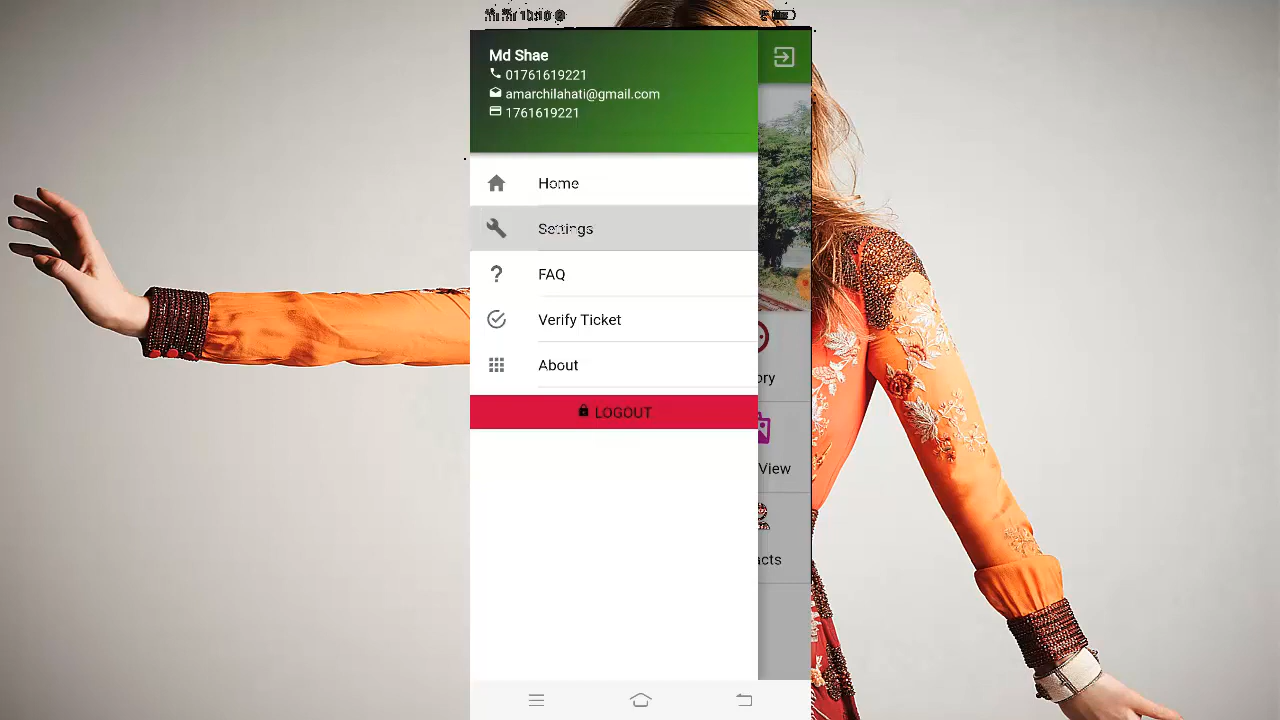 Md Shae
01761619221
amarchilahati@gmail.com
1761619221
Home
Settings
FAQ
Verify Ticket
About
LOGOUT
ory
View
acts